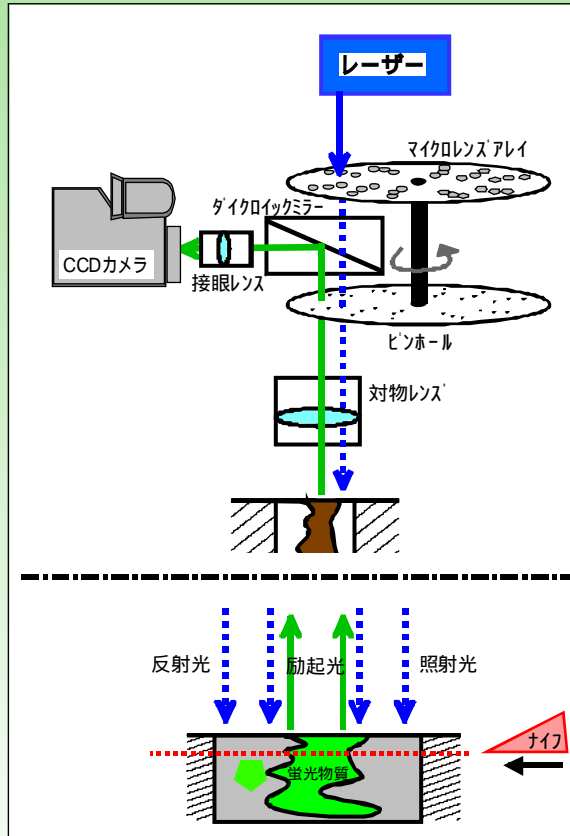 レーザー
マイクロレンズアレイ
ダイクロイックミラー
CCDカメラ
接眼レンズ
ピンホール
対物レンズ
反射光
励起光
照射光
ナイフ
蛍光物質